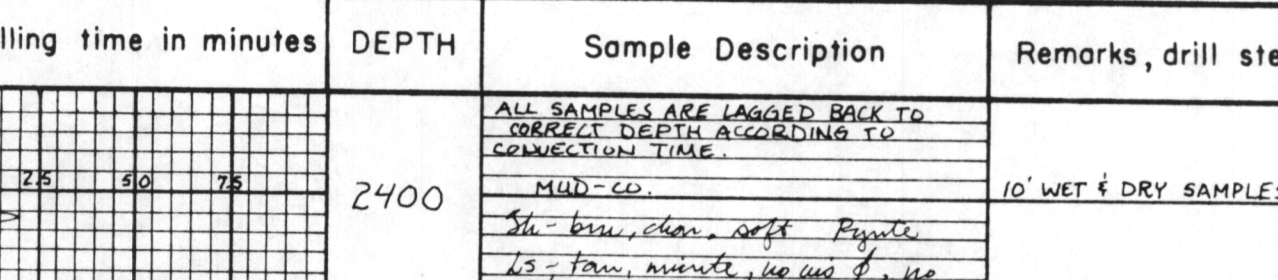 lling time in minutes DEPTH Sample Description Remarks, drill ste
ALL SAMPLES ARE LAGGED BACK TO
CORRECT DEPTH ACCORDING TO
CONVECTION TIME.
25 50 75 2400 MUD-CO. 10' WET & DRY SAMPLES
Sh - brn, soft Pyrite
Ls - tan, no vis ϕ, no